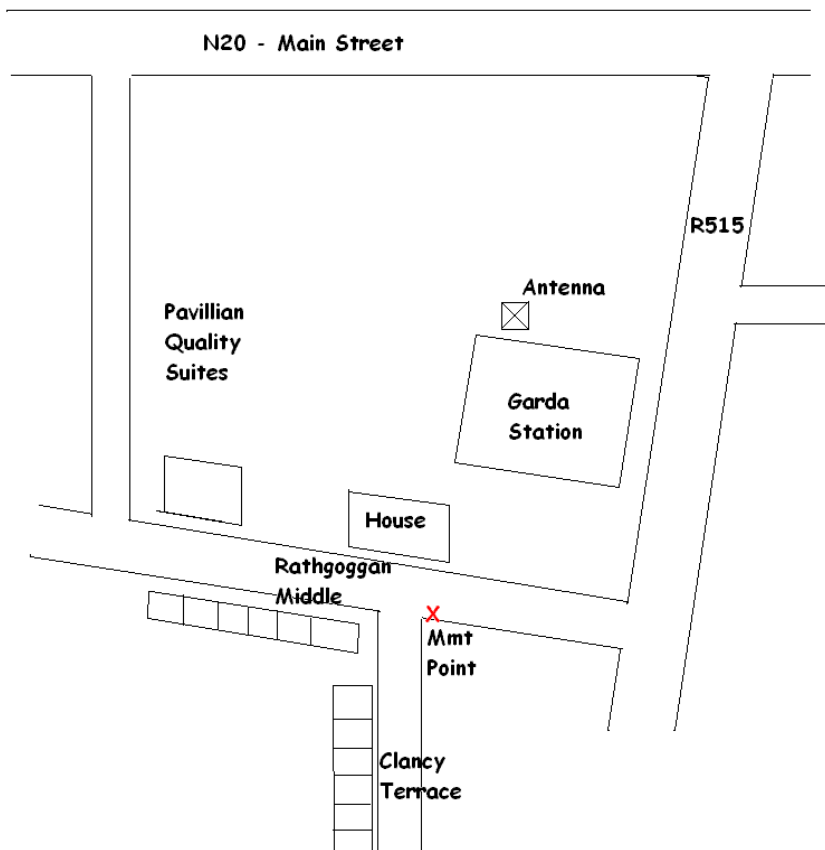 N20 - Main Street
R515
Antenna
Pavillian
Quality
Suites
Garda
Station
House
Rathgoggan
Middle
X
Mmt
Point
Clancy
Terrace